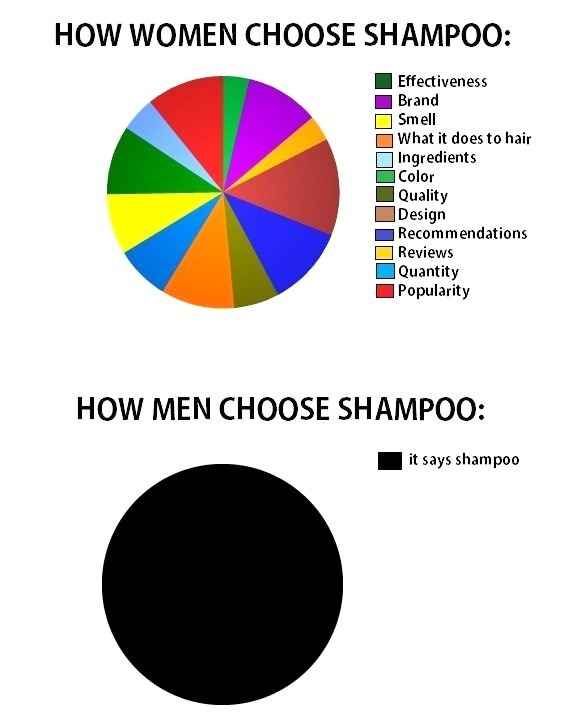 HOW WOMEN CHOOSE SHAMPOO:
Effectiveness
Brand
Smell
What it does to hair
Ingredients
Color
Quality
Design
Recommendations
Reviews
Quantity
Popularity
HOW MEN CHOOSE SHAMPOO:
it says shampoo